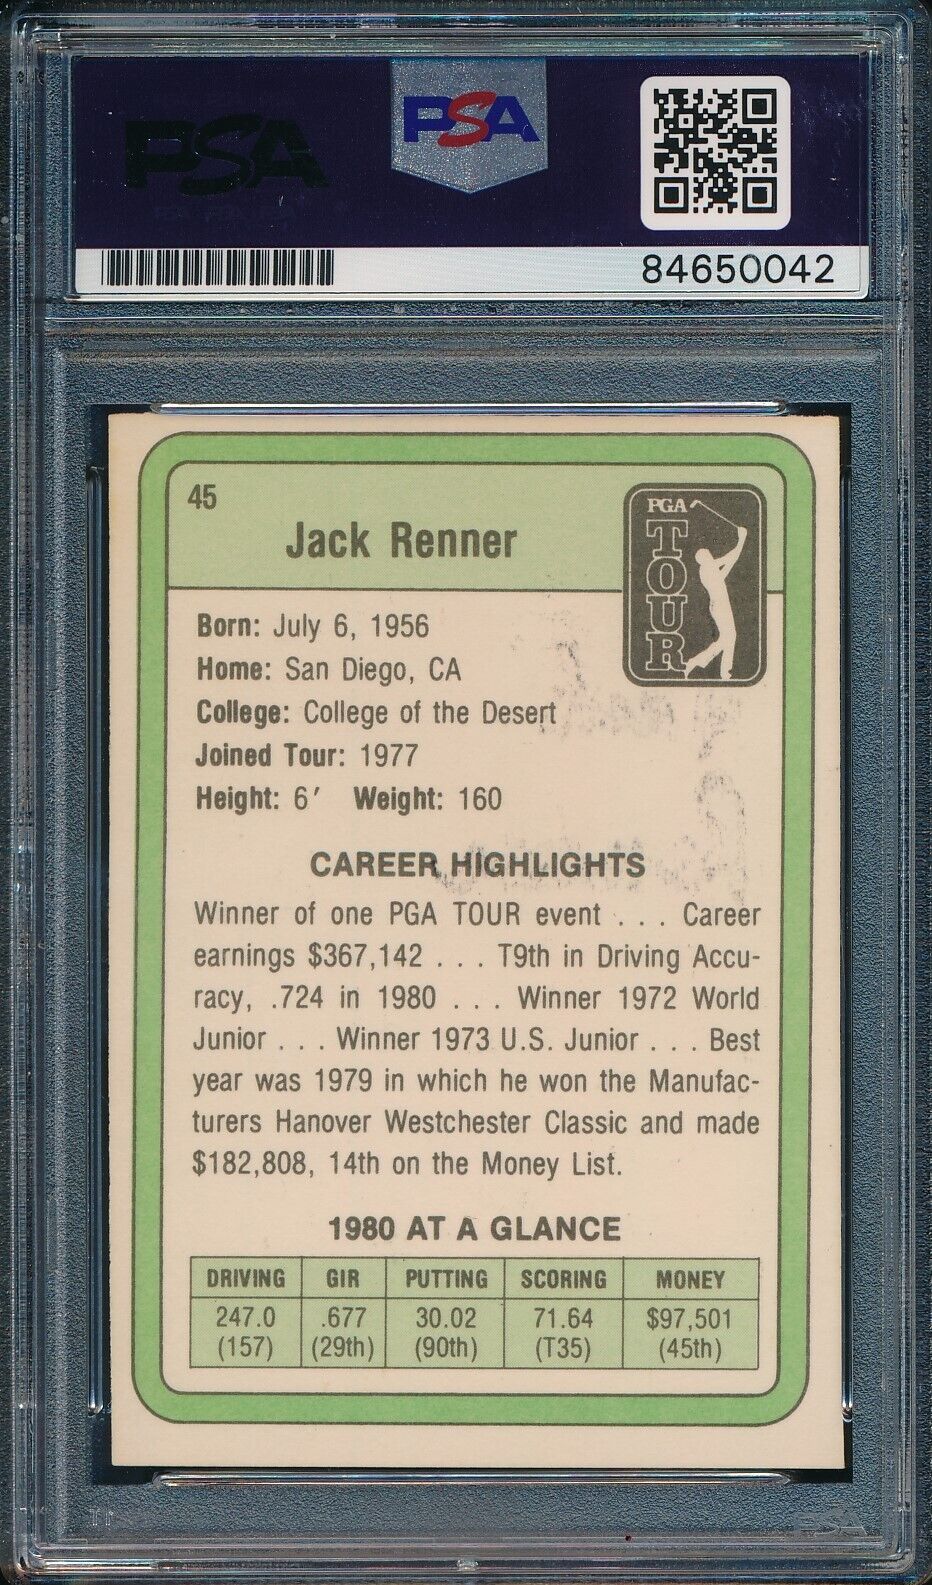 PSA
PSA
84650042
45
Jack Renner
PGA
TOUR
Born: July 6, 1956
Home: San Diego, CA
College: College of the Desert
Joined Tour: 1977
Height: 6′ Weight: 160
CAREER HIGHLIGHTS
Winner of one PGA TOUR event . . . Career
earnings $367,142 . . . T9th in Driving Accu-
racy, .724 in 1980 . . . Winner 1972 World
Junior . . . Winner 1973 U.S. Junior . . . Best
year was 1979 in which he won the Manufac-
turers Hanover Westchester Classic and made
$182,808, 14th on the Money List.
1980 AT A GLANCE
DRIVING GIR PUTTING SCORING MONEY
247.0 .677 30.02 71.64 $97,501
(157) (29th) (90th) (T35) (45th)
PSA